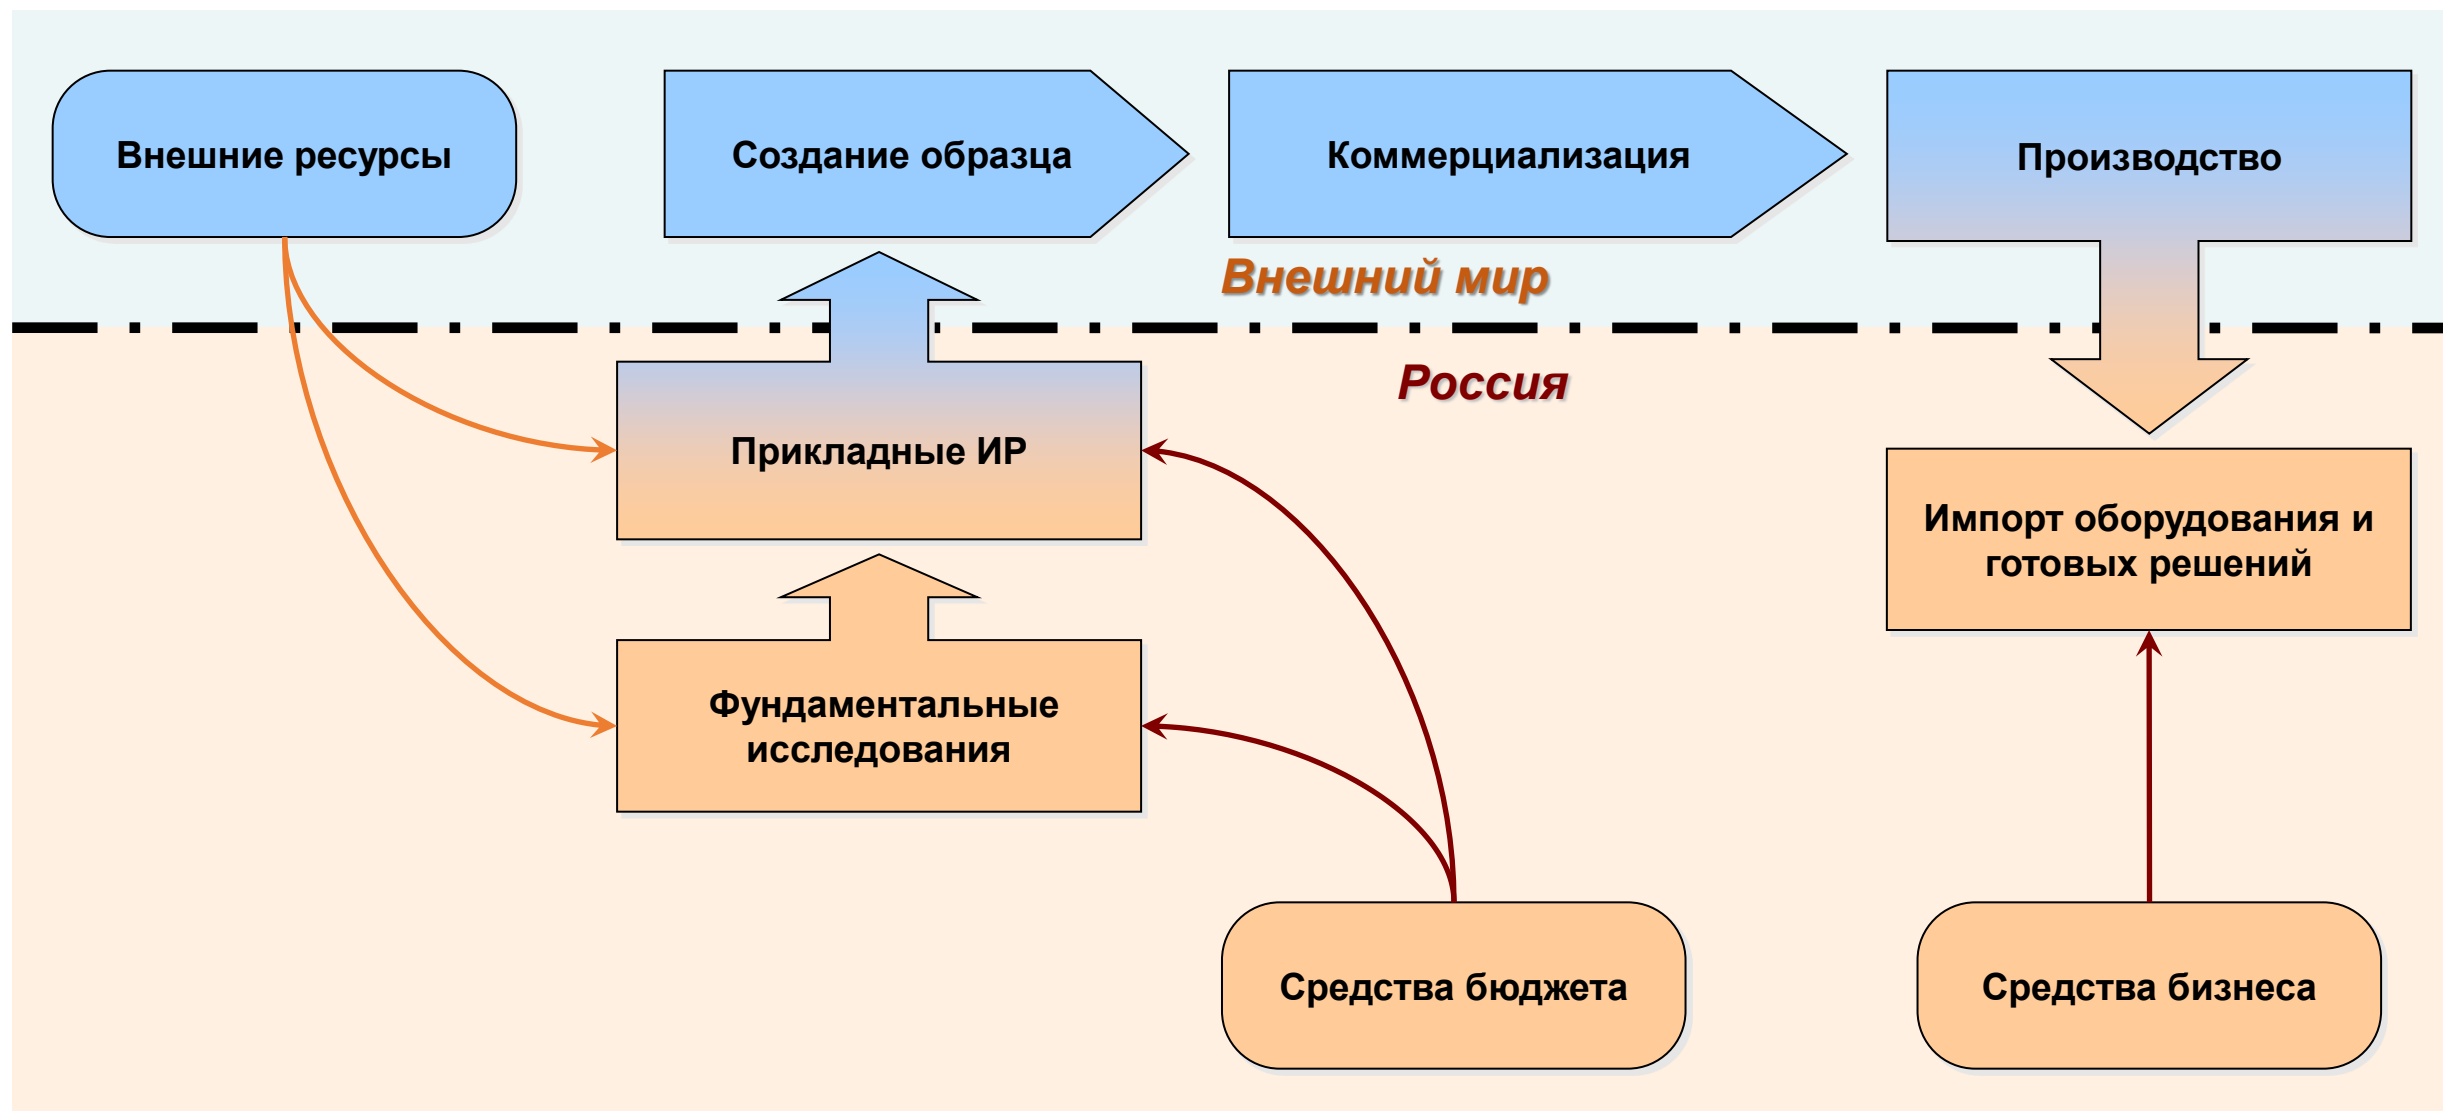 Внешние ресурсы
Создание образца
Коммерциализация
Производство
Внешний мир
Россия
Прикладные ИР
Импорт оборудования и
готовых решений
Фундаментальные
исследования
Средства бюджета
Средства бизнеса